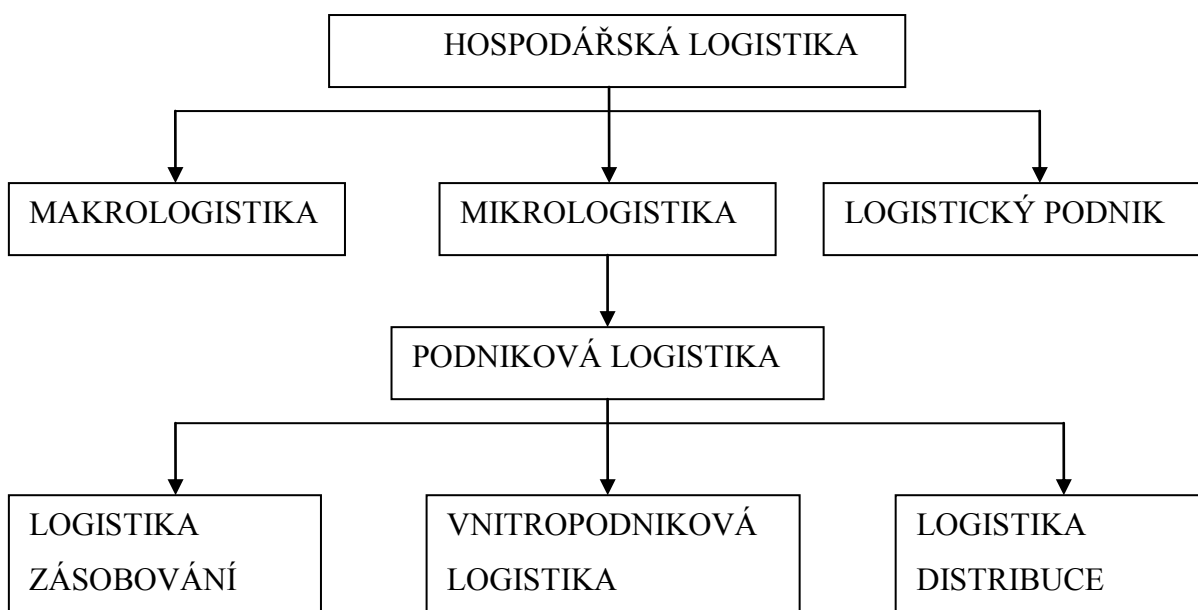 HOSPODÁŘSKÁ LOGISTIKA
MAKROLOGISTIKA
MIKROLOGISTIKA
LOGISTICKÝ PODNIK
PODNIKOVÁ LOGISTIKA
LOGISTIKA
ZÁSOBOVÁNÍ
VNITROPODNIKOVÁ
LOGISTIKA
LOGISTIKA
DISTRIBUCE